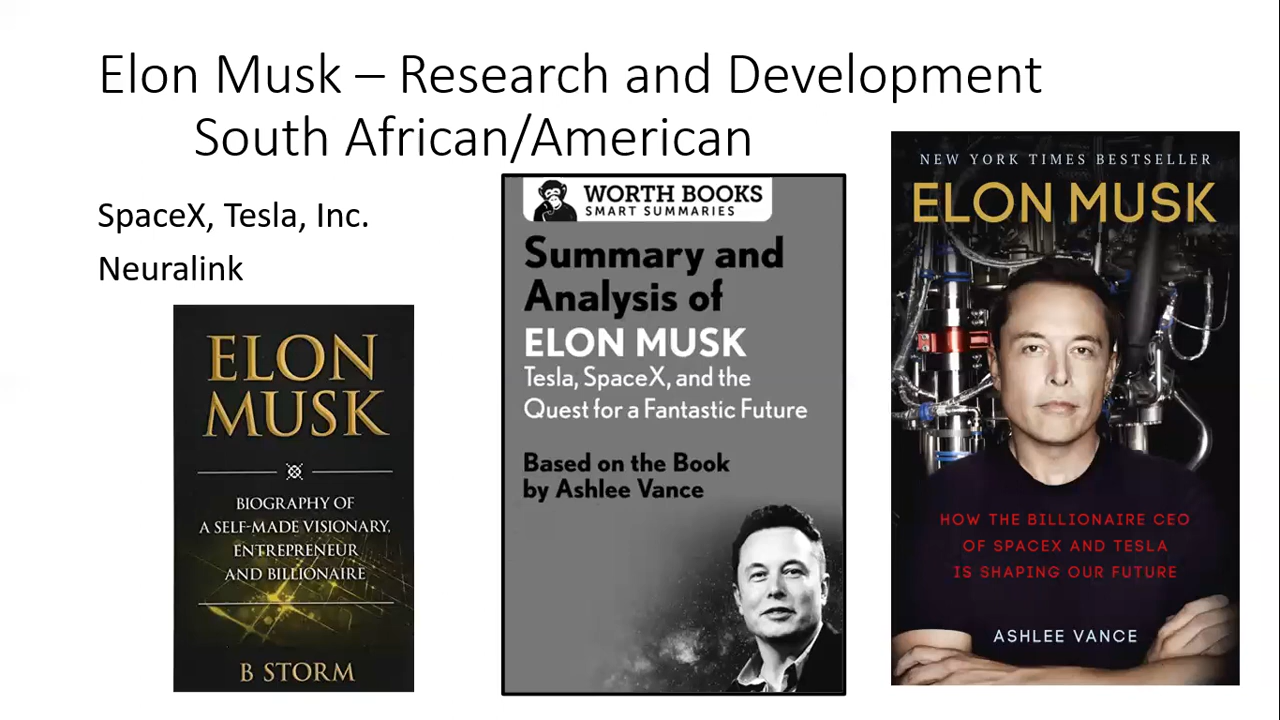 Elon Musk – Research and Development
South African/American
SpaceX, Tesla, Inc.
Neuralink
ELON
MUSK
BIOGRAPHY OF
A SELF-MADE VISIONARY,
ENTREPRENEUR
AND BILLIONAIRE
B STORM
WORTH BOOKS
SMART SUMMARIES
Summary and
Analysis of
ELON MUSK
Tesla, SpaceX, and the
Quest for a Fantastic Future
Based on the Book
by Ashlee Vance
NEW YORK TIMES BESTSELLER
ELON MUSK
HOW THE BILLIONAIRE CEO
OF SPACEX AND TESLA
IS SHAPING OUR FUTURE
ASHLEE VANCE